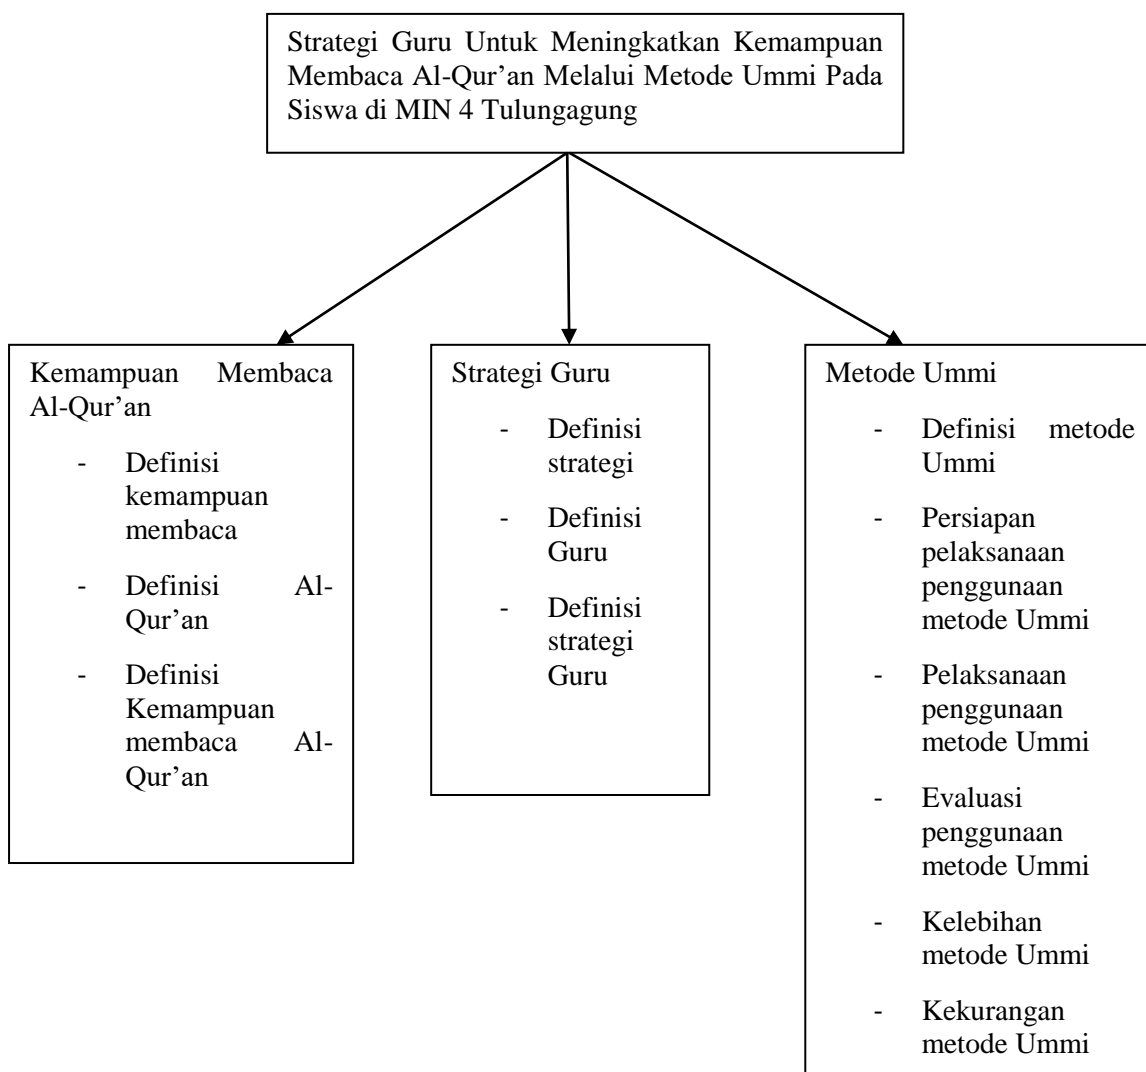 Strategi Guru Untuk Meningkatkan Kemampuan
Membaca Al-Qur’an Melalui Metode Ummi Pada
Siswa di MIN 4 Tulungagung
Kemampuan Membaca
Al-Qur’an
- Definisi
kemampuan
membaca
- Definisi Al-
Qur’an
- Definisi
Kemampuan
membaca Al-
Qur’an
Strategi Guru
- Definisi
strategi
- Definisi
Guru
- Definisi
strategi
Guru
Metode Ummi
- Definisi metode
Ummi
- Persiapan
pelaksanaan
penggunaan
metode Ummi
- Pelaksanaan
penggunaan
metode Ummi
- Evaluasi
penggunaan
metode Ummi
- Kelebihan
metode Ummi
- Kekurangan
metode Ummi